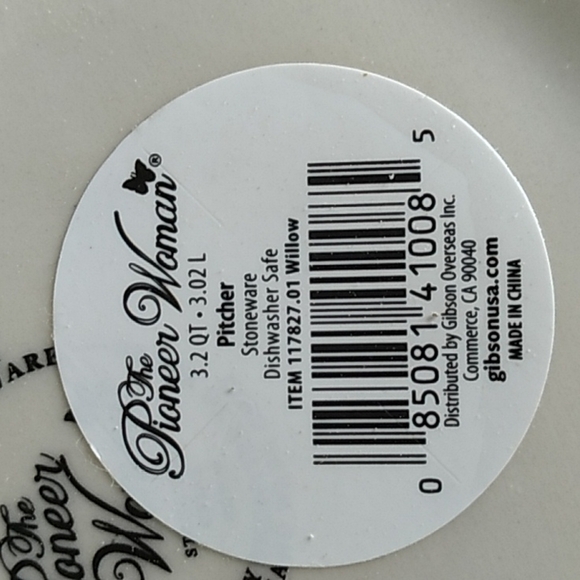 The
Pioneer Woman®
3.2 QT • 3.02 L
Pitcher
Stoneware
Dishwasher Safe
ITEM 117827.01 Willow
0 85081 41008 5
Distributed by Gibson Overseas Inc.
Commerce, CA 90040
gibsonusa.com
MADE IN CHINA
The